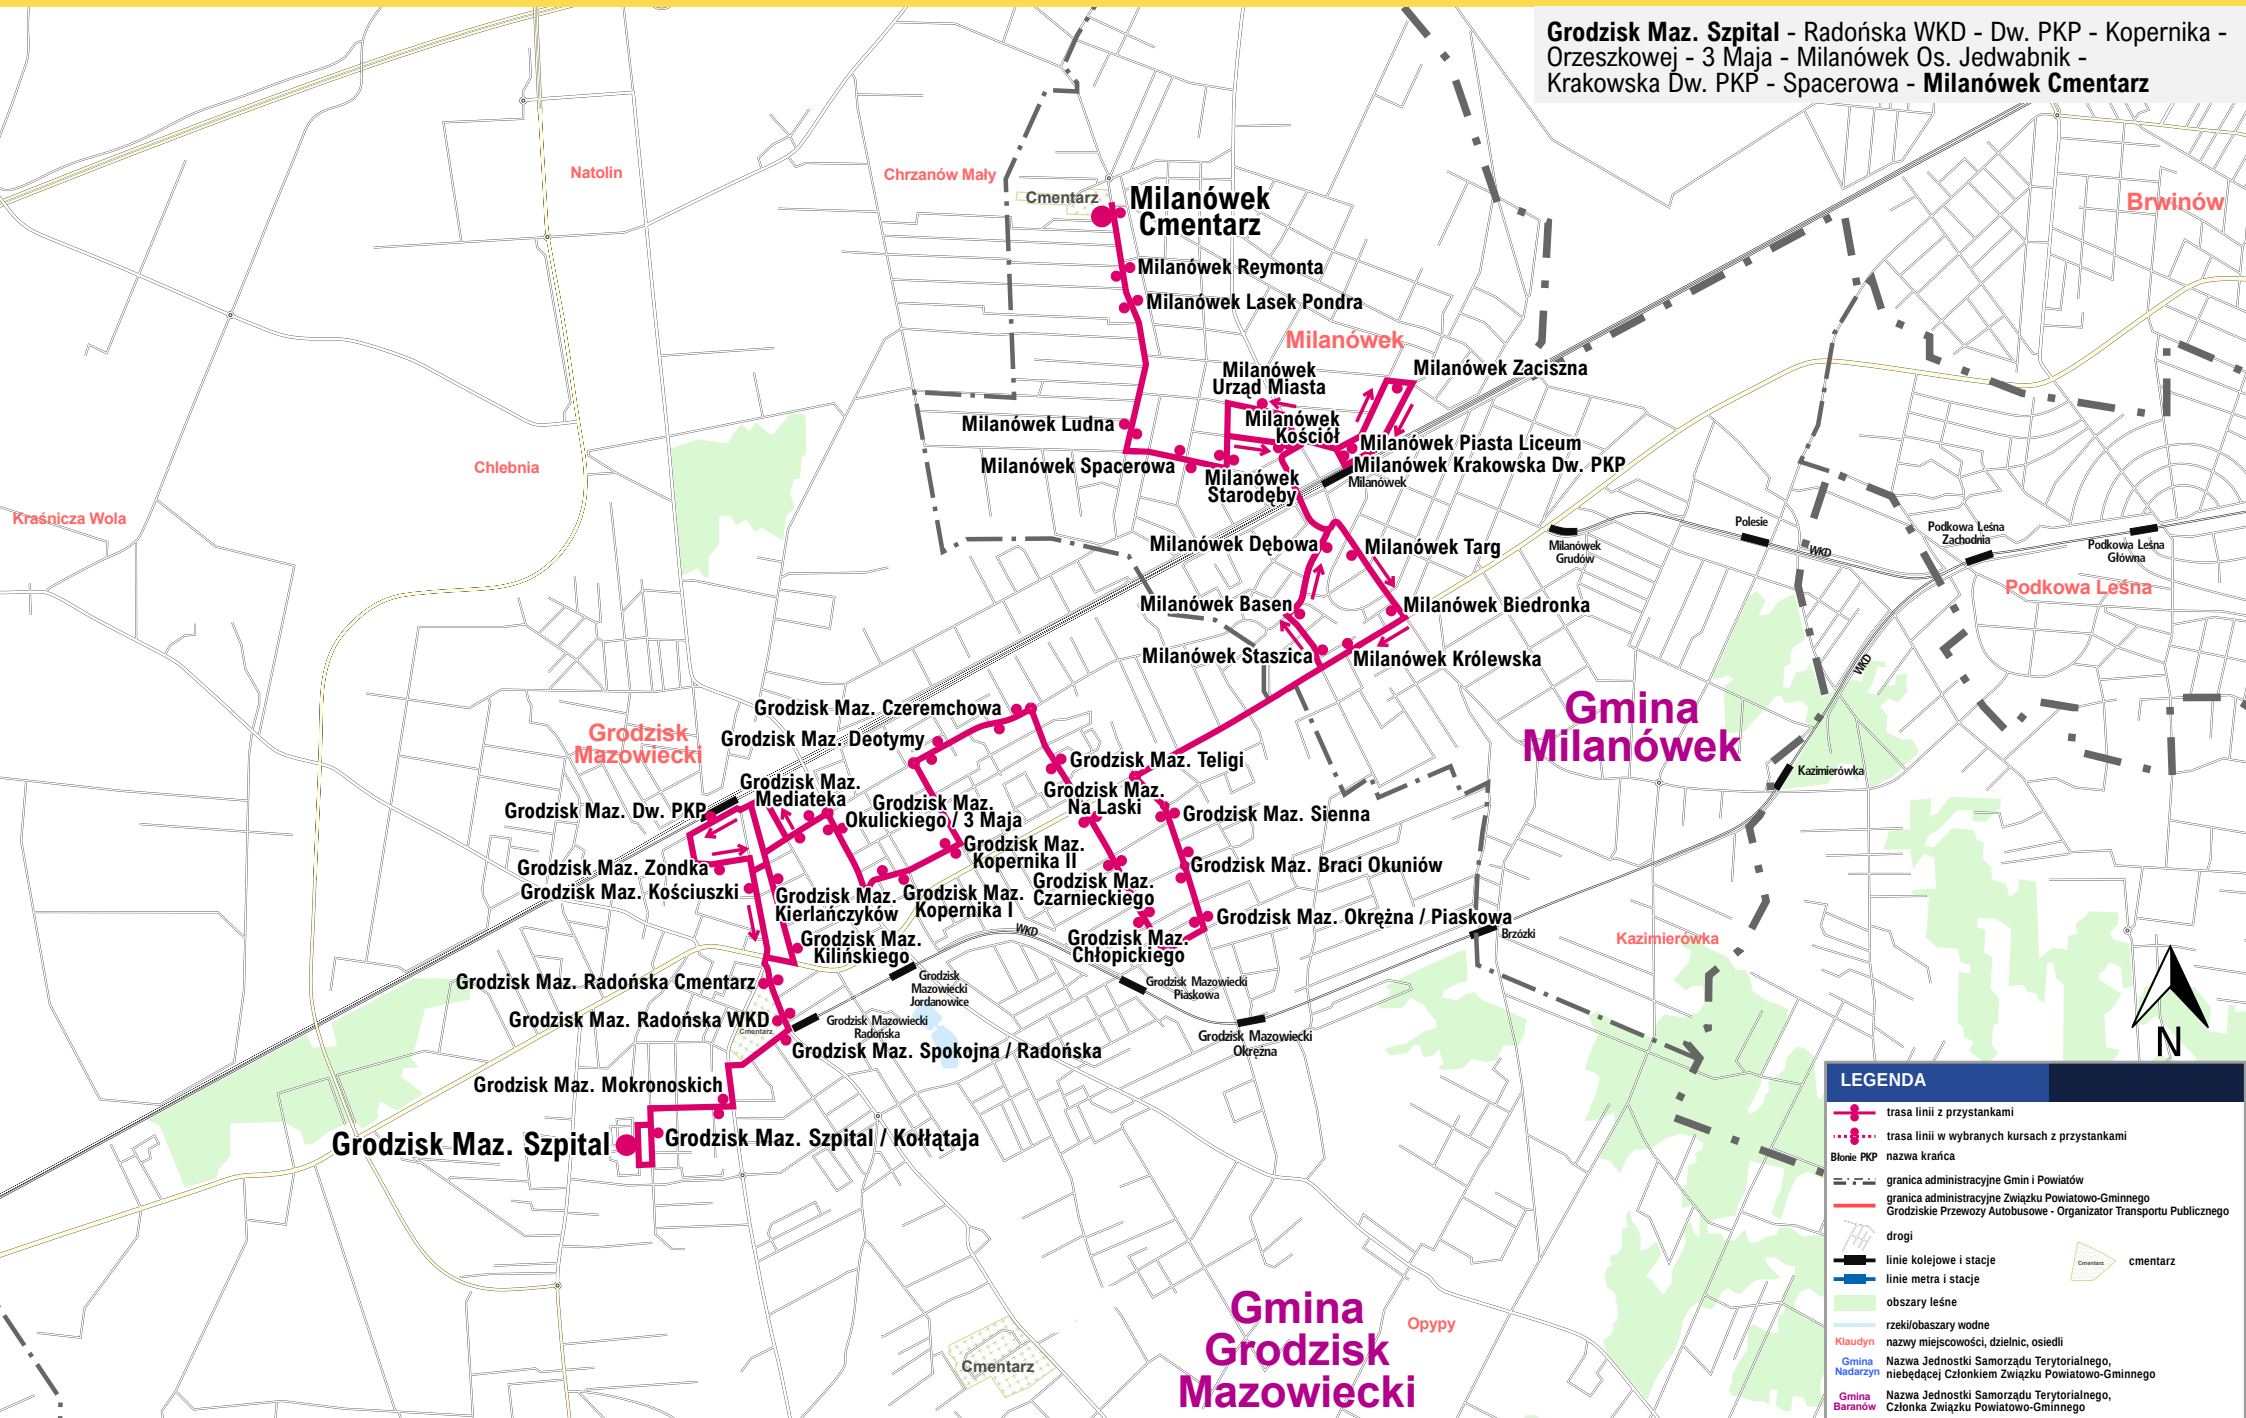 Grodzisk Maz. Szpital - Radońska WKD - Dw. PKP - Kopernika -
Orzeszkowej - 3 Maja - Milanówek Os. Jedwabnik -
Krakowska Dw. PKP - Spacerowa - Milanówek Cmentarz
Natolin
Chrzanów Mały
Cmentarz
Milanówek
Cmentarz
Brwinów
Milanówek Reymonta
Milanówek Lasek Pondra
Milanówek
Milanówek
Urząd Miasta
Milanówek Zaciszna
Milanówek Ludna
Milanówek
Kościół
Milanówek Piasta Liceum
Milanówek Spacerowa
Milanówek Krakowska Dw. PKP
Milanówek
Milanówek
Starodęby
Chlebnia
Kraśnicza Wola
Milanówek Dębowa
Milanówek Targ
Milanówek
Grudów
Polesie
WKD
Podkowa Leśna
Zachodnia
Podkowa Leśna
Główna
Podkowa Leśna
Milanówek Basen
Milanówek Biedronka
Milanówek Staszica
Milanówek Królewska
WKD
Gmina
Milanówek
Kazimierówka
Grodzisk Maz. Czeremchowa
Grodzisk
Mazowiecki
Grodzisk Maz. Deotymy
Grodzisk Maz. Teligi
Grodzisk Maz.
Mediateka
Grodzisk Maz.
Na Laski
Grodzisk Maz. Dw. PKP
Grodzisk Maz.
Okulickiego / 3 Maja
Grodzisk Maz. Sienna
Grodzisk Maz.
Kopernika II
Grodzisk Maz. Zondka
Grodzisk Maz. Braci Okuniów
Grodzisk Maz. Kościuszki
Grodzisk Maz.
Kierlańczyków
Grodzisk Maz.
Kopernika I
Grodzisk Maz.
Czarnieckiego
Grodzisk Maz. Okrężna / Piaskowa
Brzózki
Kazimierówka
Grodzisk Maz.
Kilińskiego
WKD
Grodzisk Maz.
Chłopickiego
Grodzisk Maz. Radońska Cmentarz
Grodzisk
Mazowiecki
Jordanowice
Grodzisk Mazowiecki
Piaskowa
Grodzisk Maz. Radońska WKD
Cmentarz
Grodzisk Mazowiecki
Radońska
Grodzisk Mazowiecki
Okrężna
Grodzisk Maz. Spokojna / Radońska
Grodzisk Maz. Mokronoskich
Grodzisk Maz. Szpital
Grodzisk Maz. Szpital / Kołłątaja
Gmina
Grodzisk
Mazowiecki
Opypy
Cmentarz
N
LEGENDA
trasa linii z przystankami
trasa linii w wybranych kursach z przystankami
Błonie PKP nazwa krańca
granica administracyjne Gmin i Powiatów
granica administracyjne Związku Powiatowo-Gminnego
Grodziskie Przewozy Autobusowe - Organizator Transportu Publicznego
drogi
linie kolejowe i stacje
Cmentarz cmentarz
linie metra i stacje
obszary leśne
rzeki/obaszary wodne
Klaudyn nazwy miejscowości, dzielnic, osiedli
Gmina Nadarzyn
Nazwa Jednostki Samorządu Terytorialnego,
niebędącej Członkiem Związku Powiatowo-Gminnego
Gmina Baranów
Nazwa Jednostki Samorządu Terytorialnego,
Członka Związku Powiatowo-Gminnego